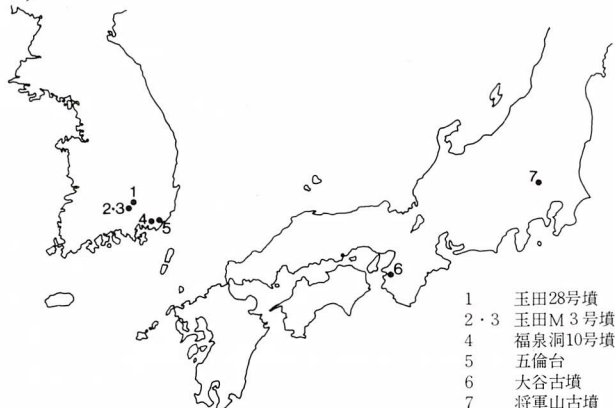 1
2・3
4
5
6
7
1 玉田28号墳
2・3 玉田M3号墳
4 福泉洞10号墳
5 五倫台
6 大谷古墳
7 将軍山古墳